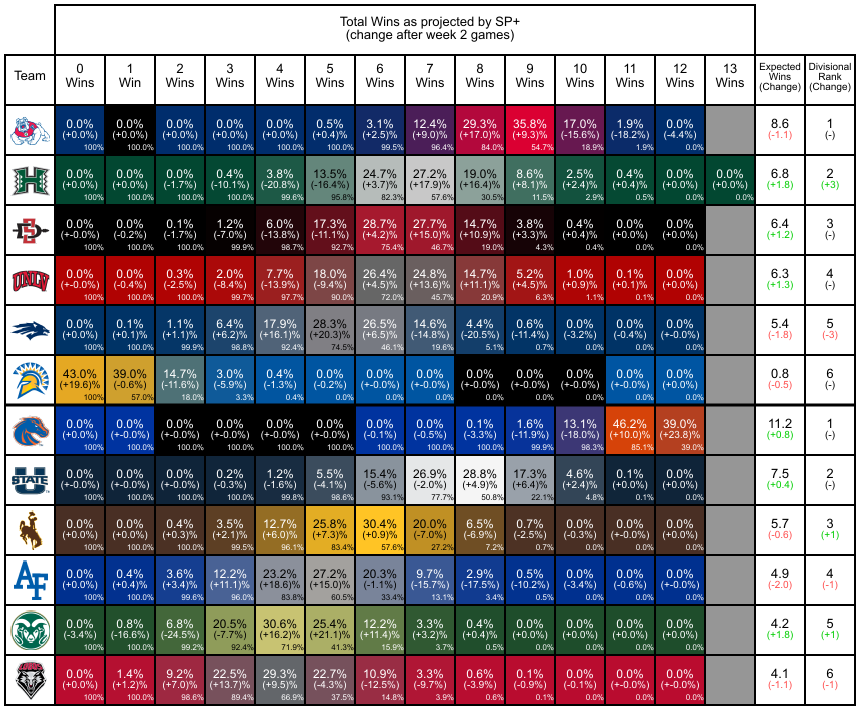 Total Wins as projected by SP+
(change after week 2 games)
Team
0 Wins
1 Win
2 Wins
3 Wins
4 Wins
5 Wins
6 Wins
7 Wins
8 Wins
9 Wins
10 Wins
11 Wins
12 Wins
13 Wins
Expected Wins (Change)
Divisional Rank (Change)
0.0% 0.0% 0.0% 0.0% 0.0% 0.5% 3.1% 12.4% 29.3% 35.8% 17.0% 1.9% 0.0% 8.6 1
(+0.0%) (+0.0%) (+0.0%) (+0.0%) (+0.0%) (+0.4%) (+2.5%) (+9.0%) (+17.0%) (+9.3%) (-15.6%) (-18.2%) (-4.4%) (-1.1) (-)
100% 100.0% 100.0% 100.0% 100.0% 100.0% 99.5% 96.4% 84.0% 54.7% 18.9% 1.9% 0.0%
H
0.0% 0.0% 0.0% 0.4% 3.8% 13.5% 24.7% 27.2% 19.0% 8.6% 2.5% 0.4% 0.0% 0.0% 6.8 2
(+0.0%) (+0.0%) (-1.7%) (-10.1%) (-20.8%) (-16.4%) (+3.7%) (+17.9%) (+16.4%) (+8.1%) (+2.4%) (+0.5%) (+0.0%) (+0.0%) (+1.8) (+3)
100% 100.0% 100.0% 100.0% 99.6% 95.8% 82.3% 57.6% 30.5% 11.5% 2.9% 0.5% 0.0% 0.0%
SD
0.0% 0.0% 0.1% 1.2% 6.0% 17.3% 28.7% 27.7% 14.7% 3.8% 0.4% 0.0% 0.0% 6.4 3
(+-0.0%) (-0.2%) (-1.7%) (-7.0%) (-13.8%) (-11.1%) (+4.2%) (+15.0%) (+10.9%) (+3.3%) (+0.4%) (+0.0%) (+0.0%) (+1.2) (-)
100% 100.0% 100.0% 99.9% 98.7% 92.7% 75.4% 46.7% 19.0% 4.3% 0.4% 0.0% 0.0%
UNLV
0.0% 0.0% 0.3% 2.0% 7.7% 18.0% 26.4% 24.8% 14.7% 5.2% 1.0% 0.1% 0.0% 6.3 4
(+-0.0%) (-0.4%) (-2.5%) (-8.4%) (-13.9%) (-9.4%) (+4.5%) (+13.6%) (+11.1%) (+4.5%) (+0.9%) (+0.1%) (+0.0%) (+1.3) (-)
100% 100.0% 100.0% 99.7% 97.7% 90.0% 72.0% 45.7% 20.9% 6.3% 1.1% 0.1% 0.0%
0.0% 0.1% 1.1% 6.4% 17.9% 28.3% 26.5% 14.6% 4.4% 0.6% 0.0% 0.0% 0.0% 5.4 5
(+0.0%) (+0.1%) (+1.1%) (+6.2%) (+16.1%) (+20.3%) (+6.5%) (-14.8%) (-20.5%) (-11.4%) (-3.2%) (-0.4%) (+-0.0%) (-1.8) (-3)
100% 100.0% 99.9% 98.8% 92.4% 74.5% 46.1% 19.6% 5.1% 0.7% 0.0% 0.0% 0.0%
43.0% 39.0% 14.7% 3.0% 0.4% 0.0% 0.0% 0.0% 0.0% 0.0% 0.0% 0.0% 0.0% 0.8 6
(+19.6%) (-0.6%) (-11.6%) (-5.9%) (-1.3%) (-0.2%) (+-0.0%) (+-0.0%) (+-0.0%) (+-0.0%) (+-0.0%) (+0.0%) (+0.0%) (-0.5) (-)
100% 57.0% 18.0% 3.3% 0.4% 0.0% 0.0% 0.0% 0.0% 0.0% 0.0% 0.0% 0.0%
0.0% 0.0% 0.0% 0.0% 0.0% 0.0% 0.0% 0.0% 0.1% 1.6% 13.1% 46.2% 39.0% 11.2 1
(+0.0%) (+0.0%) (+-0.0%) (+-0.0%) (+-0.0%) (+-0.0%) (-0.1%) (-0.5%) (-3.3%) (-11.9%) (-18.0%) (+10.0%) (+23.8%) (+0.8) (-)
100% 100.0% 100.0% 100.0% 100.0% 100.0% 100.0% 100.0% 100.0% 99.9% 98.3% 85.1% 39.0%
U STATE
0.0% 0.0% 0.0% 0.2% 1.2% 5.5% 15.4% 26.9% 28.8% 17.3% 4.6% 0.1% 0.0% 7.5 2
(+-0.0%) (+-0.0%) (+-0.0%) (-0.3%) (-1.6%) (-4.1%) (-5.6%) (-2.0%) (+4.9%) (+6.4%) (+2.4%) (+0.0%) (+0.0%) (+0.4) (-)
100% 100.0% 100.0% 100.0% 99.8% 98.6% 93.1% 77.7% 50.8% 22.1% 4.8% 0.1% 0.0%
0.0% 0.0% 0.4% 3.5% 12.7% 25.8% 30.4% 20.0% 6.5% 0.7% 0.0% 0.0% 0.0% 5.7 3
(+0.0%) (+0.0%) (+0.3%) (+2.1%) (+6.0%) (+7.3%) (+0.9%) (-7.0%) (-6.9%) (-2.5%) (-0.3%) (+-0.0%) (+-0.0%) (-0.6) (+1)
100% 100.0% 100.0% 99.5% 96.1% 83.4% 57.6% 27.2% 7.2% 0.7% 0.0% 0.0% 0.0%
AF
0.0% 0.4% 3.6% 12.2% 23.2% 27.2% 20.3% 9.7% 2.9% 0.5% 0.0% 0.0% 0.0% 4.9 4
(+0.0%) (+0.4%) (+3.4%) (+11.1%) (+18.6)% (+15.0%) (-1.1%) (-15.7%) (-17.5%) (-10.2%) (-3.4%) (-0.6%) (+-0.0%) (-2.0) (-1)
100% 100.0% 99.6% 96.0% 83.8% 60.5% 33.4% 13.1% 3.4% 0.5% 0.0% 0.0% 0.0%
0.0% 0.8% 6.8% 20.5% 30.6% 25.4% 12.2% 3.3% 0.4% 0.0% 0.0% 0.0% 0.0% 4.2 5
(-3.4%) (-16.6%) (-24.5%) (-7.7%) (+16.2%) (+21.1%) (+11.4%) (+3.2%) (+0.4%) (+0.0%) (+0.0%) (+0.0%) (+0.0%) (+1.8) (+1)
100% 100.0% 99.2% 92.4% 71.9% 41.3% 15.9% 3.7% 0.5% 0.0% 0.0% 0.0% 0.0%
0.0% 1.4% 9.2% 22.5% 29.3% 22.7% 10.9% 3.3% 0.6% 0.1% 0.0% 0.0% 0.0% 4.1 6
(+0.0%) (+1.2%) (+7.0%) (+13.7%) (+9.5%) (-4.3%) (-12.5%) (-9.7%) (-3.9%) (-0.9%) (-0.1%) (+-0.0%) (+-0.0%) (-1.1) (-1)
100% 100.0% 98.6% 89.4% 66.9% 37.5% 14.8% 3.9% 0.6% 0.1% 0.0% 0.0% 0.0%